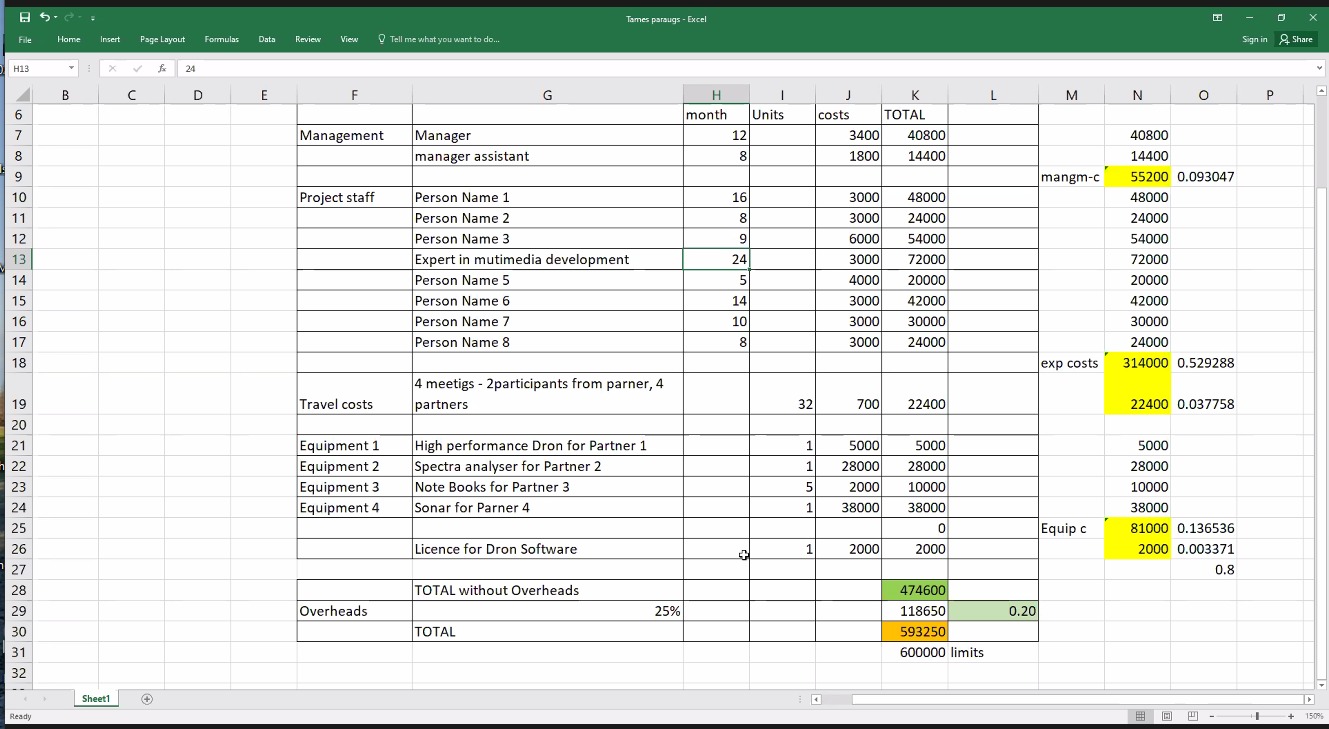 Tames paraugs - Excel
File Home Insert Page Layout Formulas Data Review View Tell me what you want to do... Sign in Share
H13 fx 24
B C D E F G H I J K L M N O P
6 month Units costs TOTAL
7 Management Manager 12 3400 40800 40800
8 manager assistant 8 1800 14400 14400
9 mangm-c 55200 0.093047
10 Project staff Person Name 1 16 3000 48000 48000
11 Person Name 2 8 3000 24000 24000
12 Person Name 3 9 6000 54000 54000
13 Expert in mutimedia development 24 3000 72000 72000
14 Person Name 5 5 4000 20000 20000
15 Person Name 6 14 3000 42000 42000
16 Person Name 7 10 3000 30000 30000
17 Person Name 8 8 3000 24000 24000
18 exp costs 314000 0.529288
4 meetigs - 2participants from parner, 4
19 Travel costs partners 32 700 22400 22400 0.037758
20
21 Equipment 1 High performance Dron for Partner 1 1 5000 5000 5000
22 Equipment 2 Spectra analyser for Partner 2 1 28000 28000 28000
23 Equipment 3 Note Books for Partner 3 5 2000 10000 10000
24 Equipment 4 Sonar for Parner 4 1 38000 38000 38000
25 0 Equip c 81000 0.136536
26 Licence for Dron Software 1 2000 2000 2000 0.003371
27 0.8
28 TOTAL without Overheads 474600
29 Overheads 25% 118650 0.20
30 TOTAL 593250
31 600000 limits
32
Sheet1
Ready 150%